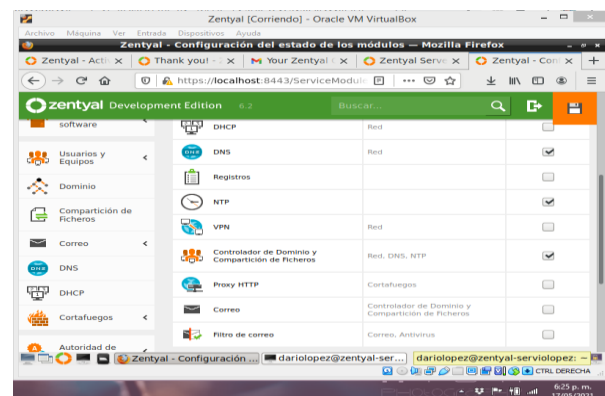 Zentyal [Corriendo] - Oracle VM VirtualBox
Archivo Máquina Ver Entrada Dispositivos Ayuda
Zentyal - Configuración del estado de los módulos — Mozilla Firefox
Zentyal - Acti
Thank you! -
Your Zentyal
Zentyal Serve
Zentyal - Con
https://localhost:8443/ServiceModule
zentyal Development Edition 6.2
Buscar...
software
Usuarios y
Equipos
Dominio
Compartición de
Ficheros
Correo
DNS
DHCP
Cortafuegos
Autoridad de
DHCP Red
DNS Red
Registros
NTP
VPN Red
Controlador de Dominio y
Compartición de Ficheros
Red, DNS, NTP
Proxy HTTP Cortafuegos
Correo
Controlador de Dominio y
Compartición de Ficheros
Filtro de correo Correo, Antivirus
Zentyal - Configuración ...
dariolopez@zentyal-ser...
dariolopez@zentyal-serviolopez: ~
CTRL DERECHA
6:25 p. m.
17/05/2021